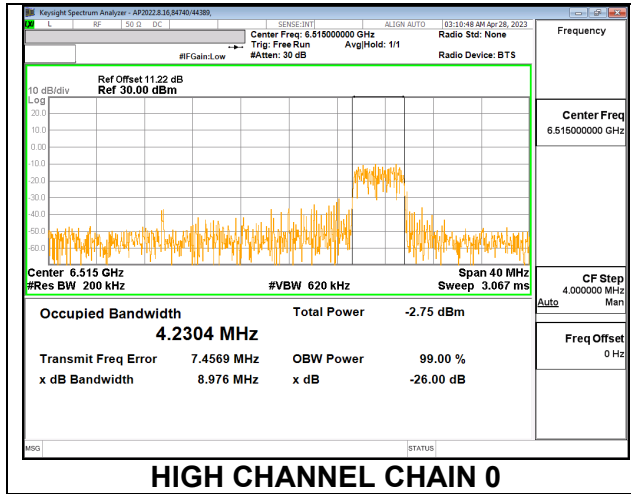 Keysight Spectrum Analyzer - AP2022.8.16,84740/44389,
L RF 50 Ω DC SENSE:INT ALIGN AUTO 03:10:48 AM Apr 28, 2023
Center Freq: 6.515000000 GHz Radio Std: None
Trig: Free Run Avg|Hold: 1/1
#IFGain:Low #Atten: 30 dB Radio Device: BTS
Frequency
Ref Offset 11.22 dB
10 dB/div Ref 30.00 dBm
Log
20.0
10.0
0.00
-10.0
-20.0
-30.0
-40.0
-50.0
-60.0
Center Freq
6.515000000 GHz
Center 6.515 GHz Span 40 MHz
#Res BW 200 kHz #VBW 620 kHz Sweep 3.067 ms
CF Step
4.000000 MHz
Auto Man
Occupied Bandwidth Total Power -2.75 dBm
4.2304 MHz
Transmit Freq Error 7.4569 MHz OBW Power 99.00 %
x dB Bandwidth 8.976 MHz x dB -26.00 dB
Freq Offset
0 Hz
MSG STATUS
HIGH CHANNEL CHAIN 0